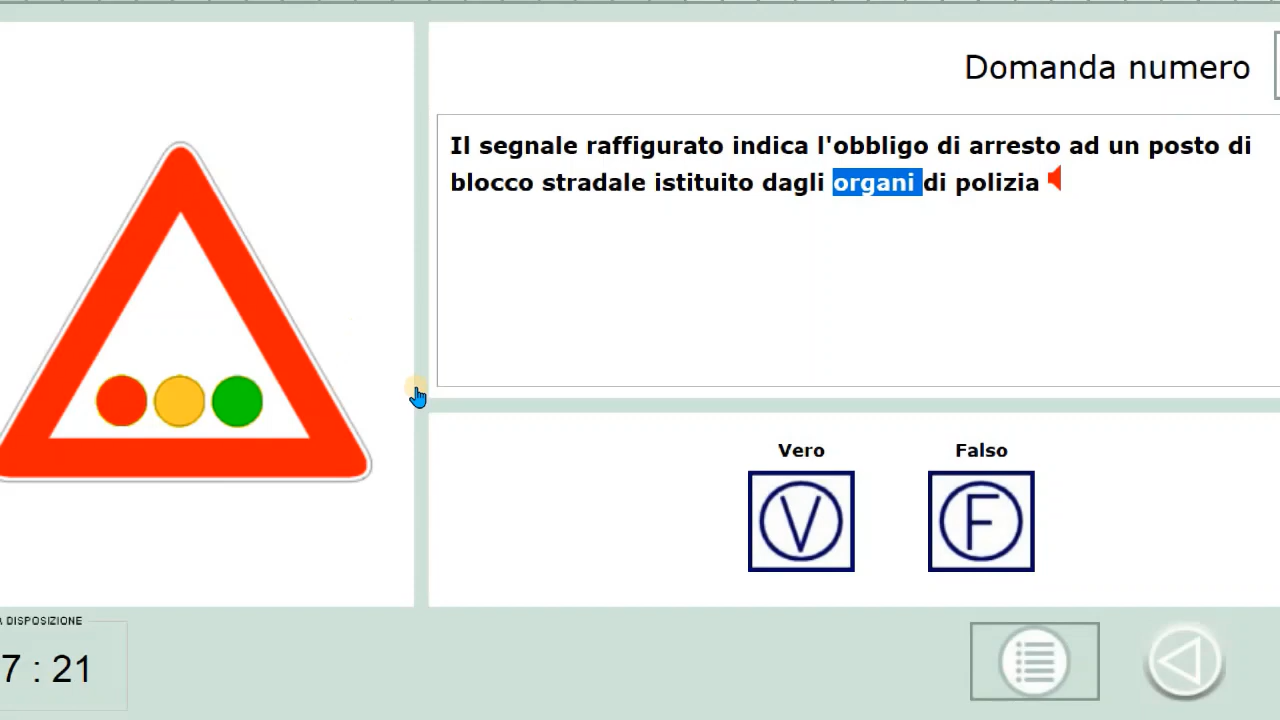 Domanda numero
Il segnale raffigurato indica l'obbligo di arresto ad un posto di
blocco stradale istituito dagli organi di polizia
Vero
Falso
V
F
A DISPOSIZIONE
7 : 21